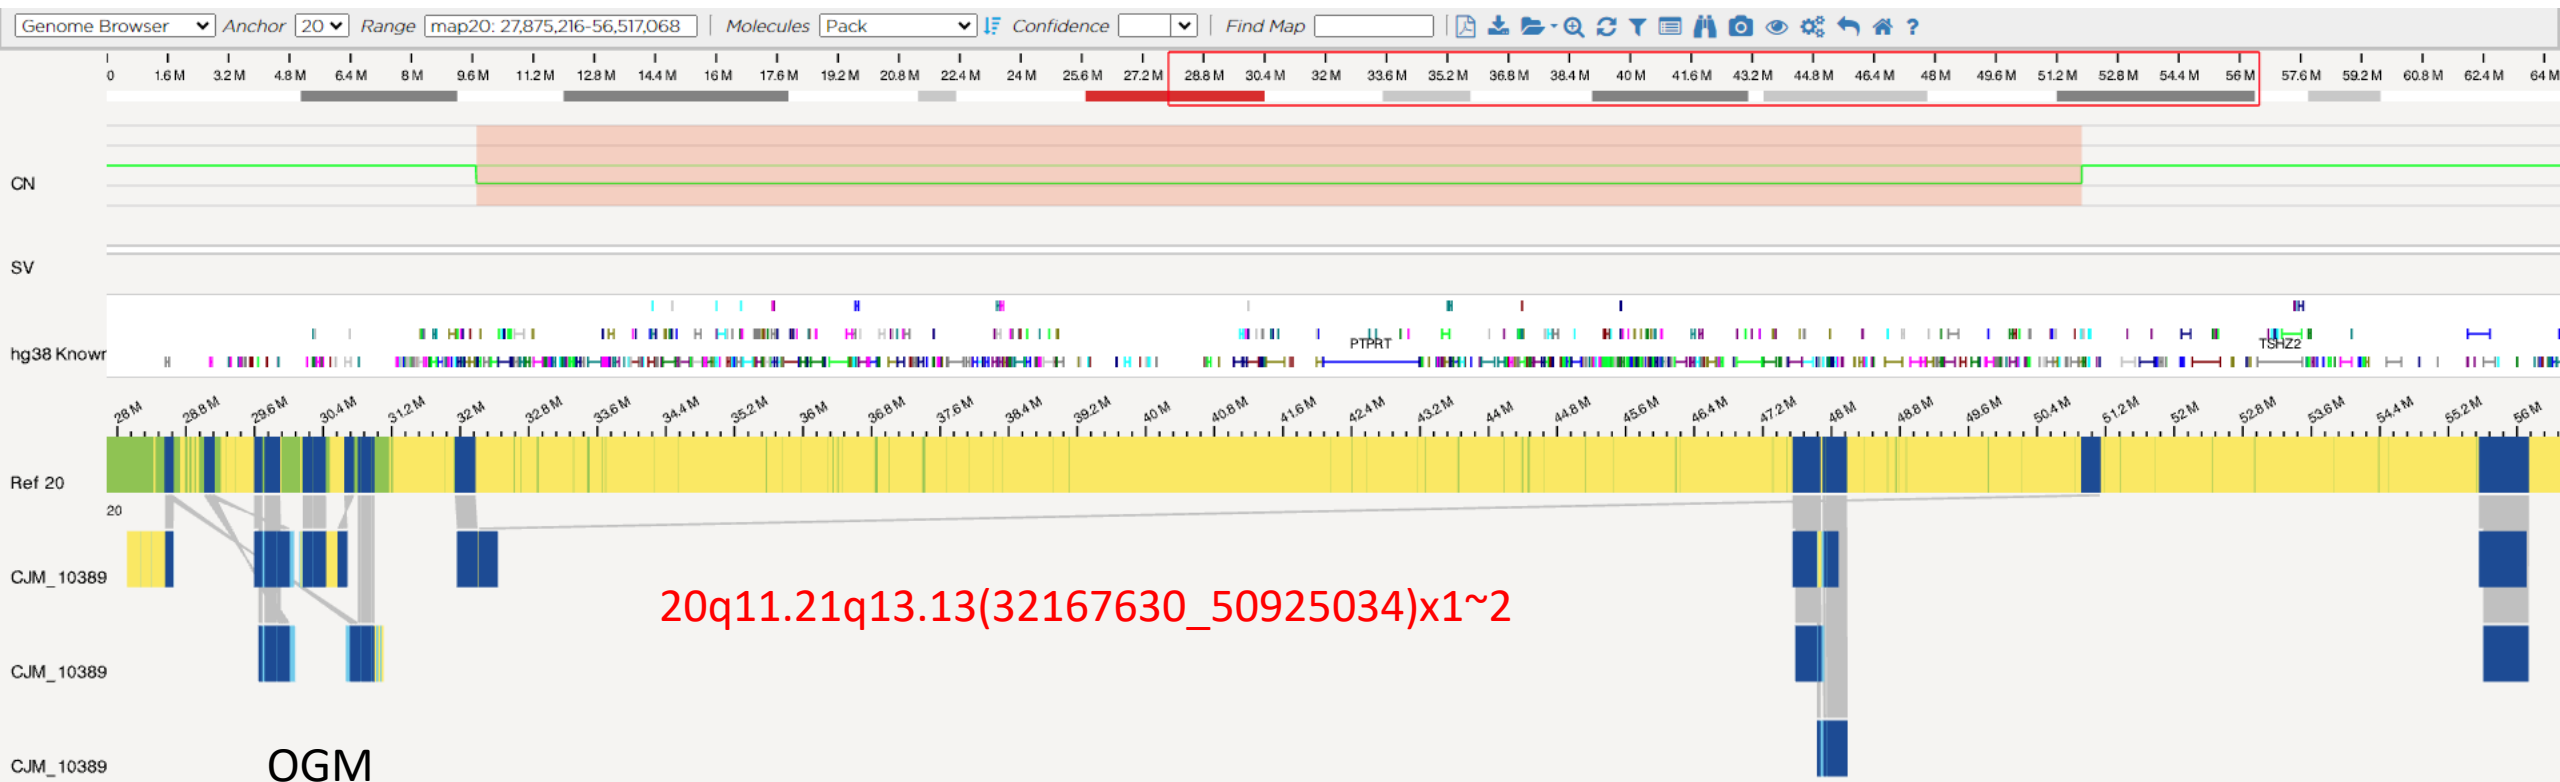 Genome Browser Anchor 20 Range map20: 27,875,216-56,517,068 Molecules Pack Confidence Find Map ?
0 1.6 M 3.2 M 4.8 M 6.4 M 8 M 9.6 M 11.2 M 12.8 M 14.4 M 16 M 17.6 M 19.2 M 20.8 M 22.4 M 24 M 25.6 M 27.2 M 28.8 M 30.4 M 32 M 33.6 M 35.2 M 36.8 M 38.4 M 40 M 41.6 M 43.2 M 44.8 M 46.4 M 48 M 49.6 M 51.2 M 52.8 M 54.4 M 56 M 57.6 M 59.2 M 60.8 M 62.4 M 64 M
CN
SV
hg38 Known
PTPRT TSHZ2
28 M 28.8 M 29.6 M 30.4 M 31.2 M 32 M 32.8 M 33.6 M 34.4 M 35.2 M 36 M 36.8 M 37.6 M 38.4 M 39.2 M 40 M 40.8 M 41.6 M 42.4 M 43.2 M 44 M 44.8 M 45.6 M 46.4 M 47.2 M 48 M 48.8 M 49.6 M 50.4 M 51.2 M 52 M 52.8 M 53.6 M 54.4 M 55.2 M 56 M
Ref 20
20
CJM_10389
20q11.21q13.13(32167630_50925034)x1~2
CJM_10389
CJM_10389
OGM